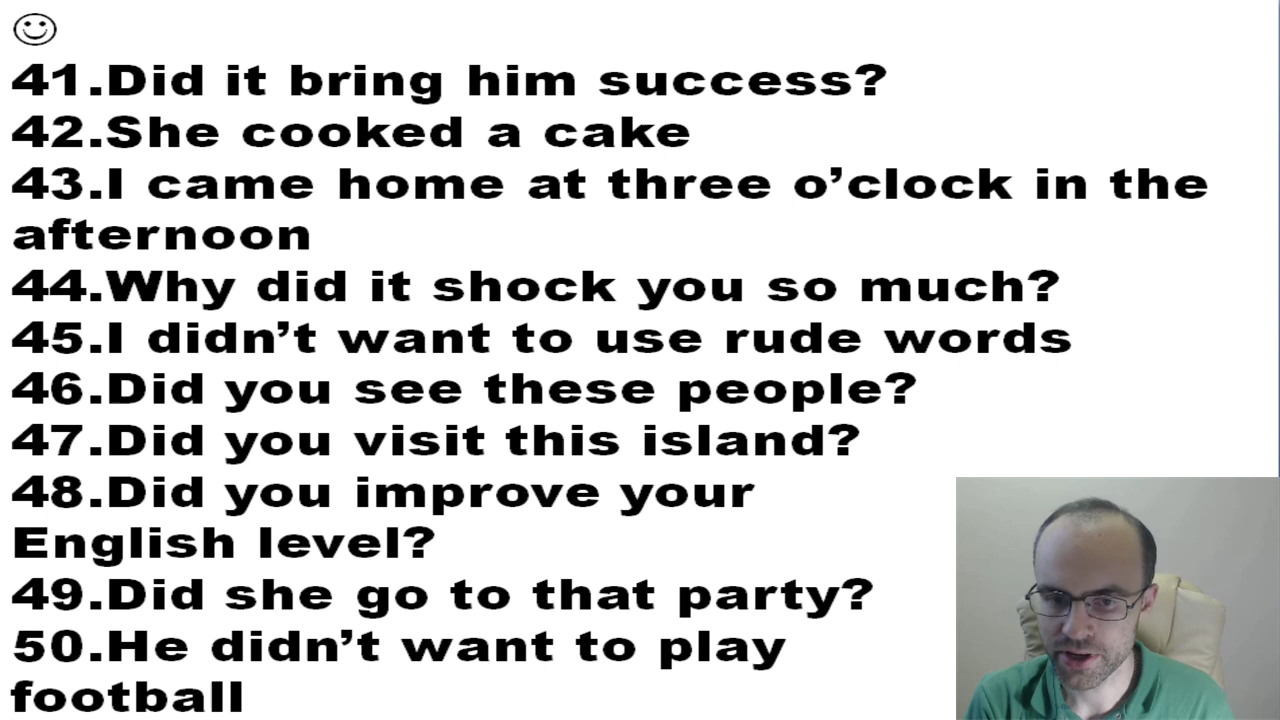 41.Did it bring him success?
42.She cooked a cake
43.I came home at three o’clock in the
afternoon
44.Why did it shock you so much?
45.I didn’t want to use rude words
46.Did you see these people?
47.Did you visit this island?
48.Did you improve your
English level?
49.Did she go to that party?
50.He didn’t want to play
football